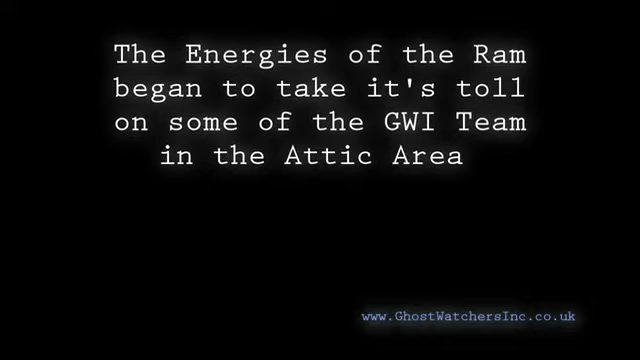 The Energies of the Ram
began to take it's toll
on some of the GWI Team
in the Attic Area
www.GhostWatchersInc.co.uk